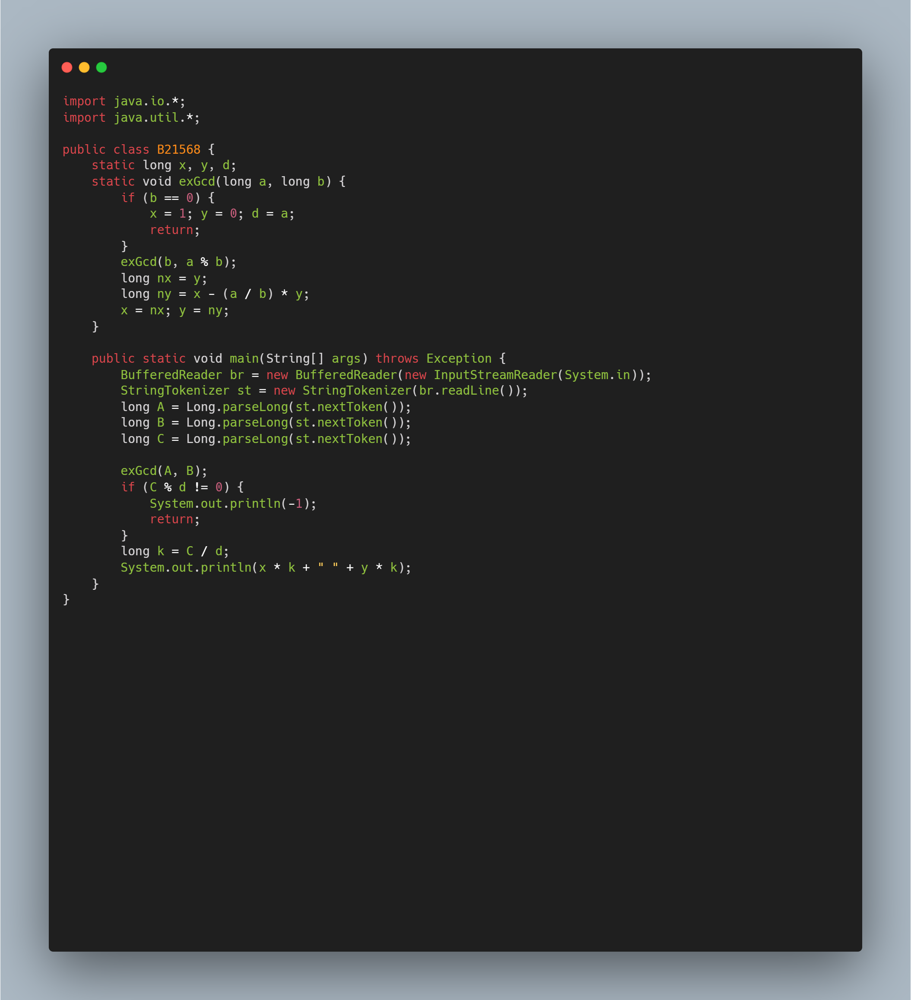 import java.io.*;
import java.util.*;

public class B21568 {
    static long x, y, d;
    static void exGcd(long a, long b) {
        if (b == 0) {
            x = 1; y = 0; d = a;
            return;
        }
        exGcd(b, a % b);
        long nx = y;
        long ny = x - (a / b) * y;
        x = nx; y = ny;
    }

    public static void main(String[] args) throws Exception {
        BufferedReader br = new BufferedReader(new InputStreamReader(System.in));
        StringTokenizer st = new StringTokenizer(br.readLine());
        long A = Long.parseLong(st.nextToken());
        long B = Long.parseLong(st.nextToken());
        long C = Long.parseLong(st.nextToken());

        exGcd(A, B);
        if (C % d != 0) {
            System.out.println(-1);
            return;
        }
        long k = C / d;
        System.out.println(x * k + " " + y * k);
    }
}